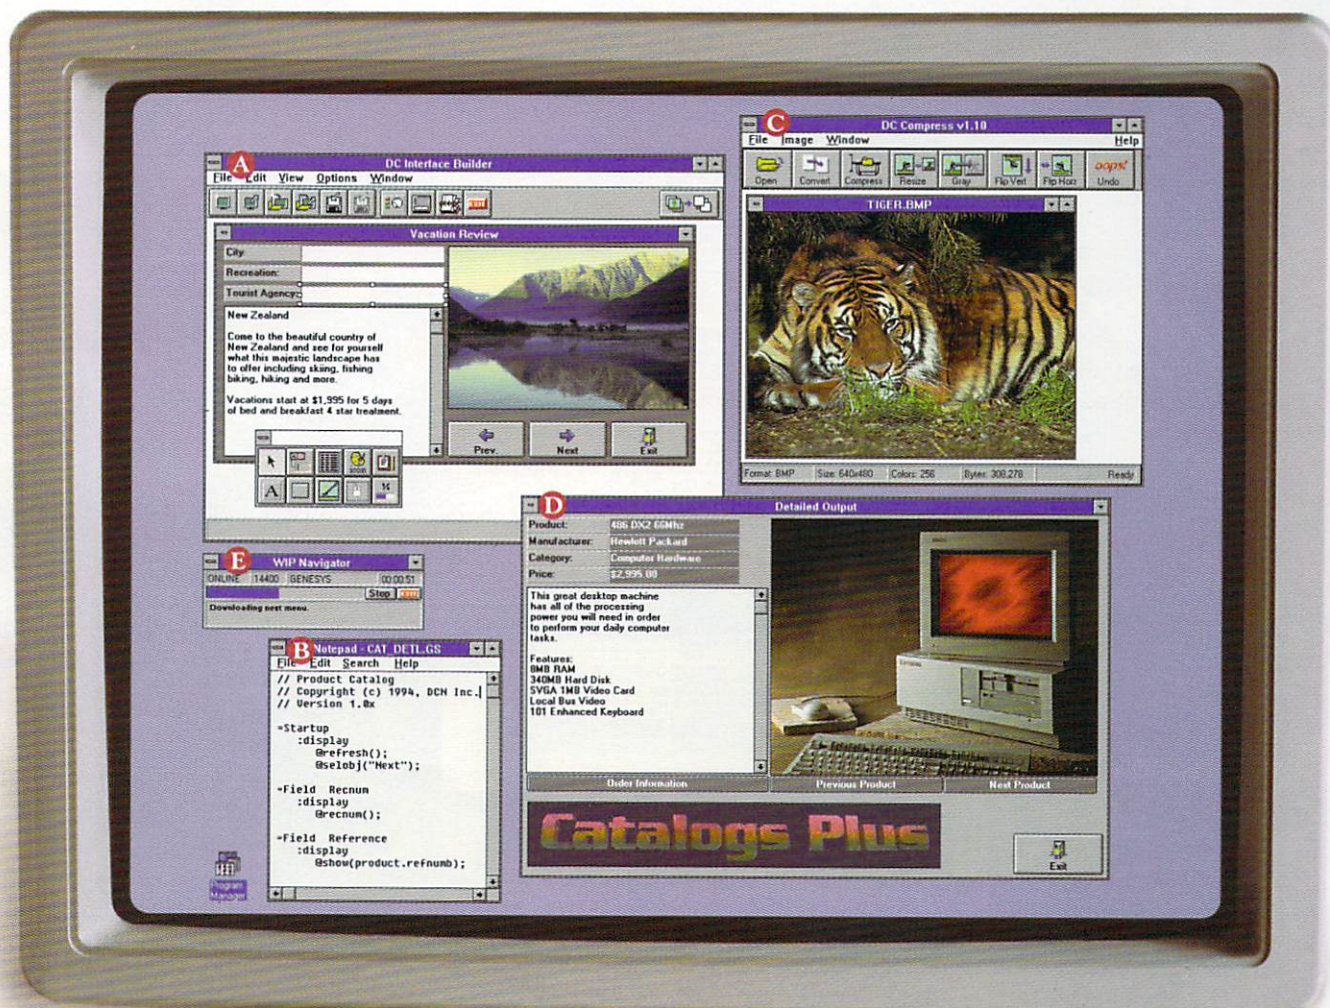 A
DC Interface Builder
File Edit View Options Window
Vacation Review
City:
Recreation:
Tourist Agency:
New Zealand
Come to the beautiful country of
New Zealand and see for yourself
what this majestic landscape has
to offer including skiing, fishing
biking, hiking and more.
Vacations start at $1,995 for 5 days
of bed and breakfast 4 star treatment.
Prev.
Next
Exit
A
C
DC Compress v1.10
File Image Window Help
Open Convert Compress Resize Gray Flip Vert Flip Horz Undo
oops!
TIGER.BMP
Format: BMP Size: 640x480 Colors: 256 Bytes: 308,278 Ready
E
WIP Navigator
ONLINE 14400 GENESYS 00:00:51
Stop EXIT
Downloading next menu.
B
Notepad - CAT_DETL.GS
File Edit Search Help
// Product Catalog
// Copyright (c) 1994, DCN Inc.
// Version 1.0x
=Startup
:display
@refresh();
@selobj("Next");
=Field Recnum
:display
@recnum();
=Field Reference
:display
@show(product.refnumb);
D
Detailed Output
Product: 486 DX2 66Mhz
Manufacturer: Hewlett Packard
Category: Computer Hardware
Price: $2,995.00
This great desktop machine
has all of the processing
power you will need in order
to perform your daily computer
tasks.
Features:
8MB RAM
340MB Hard Disk
SVGA 1MB Video Card
Local Bus Video
101 Enhanced Keyboard
Order Infomation
Previous Product
Next Product
Catalogs Plus
Exit
Program
Manager